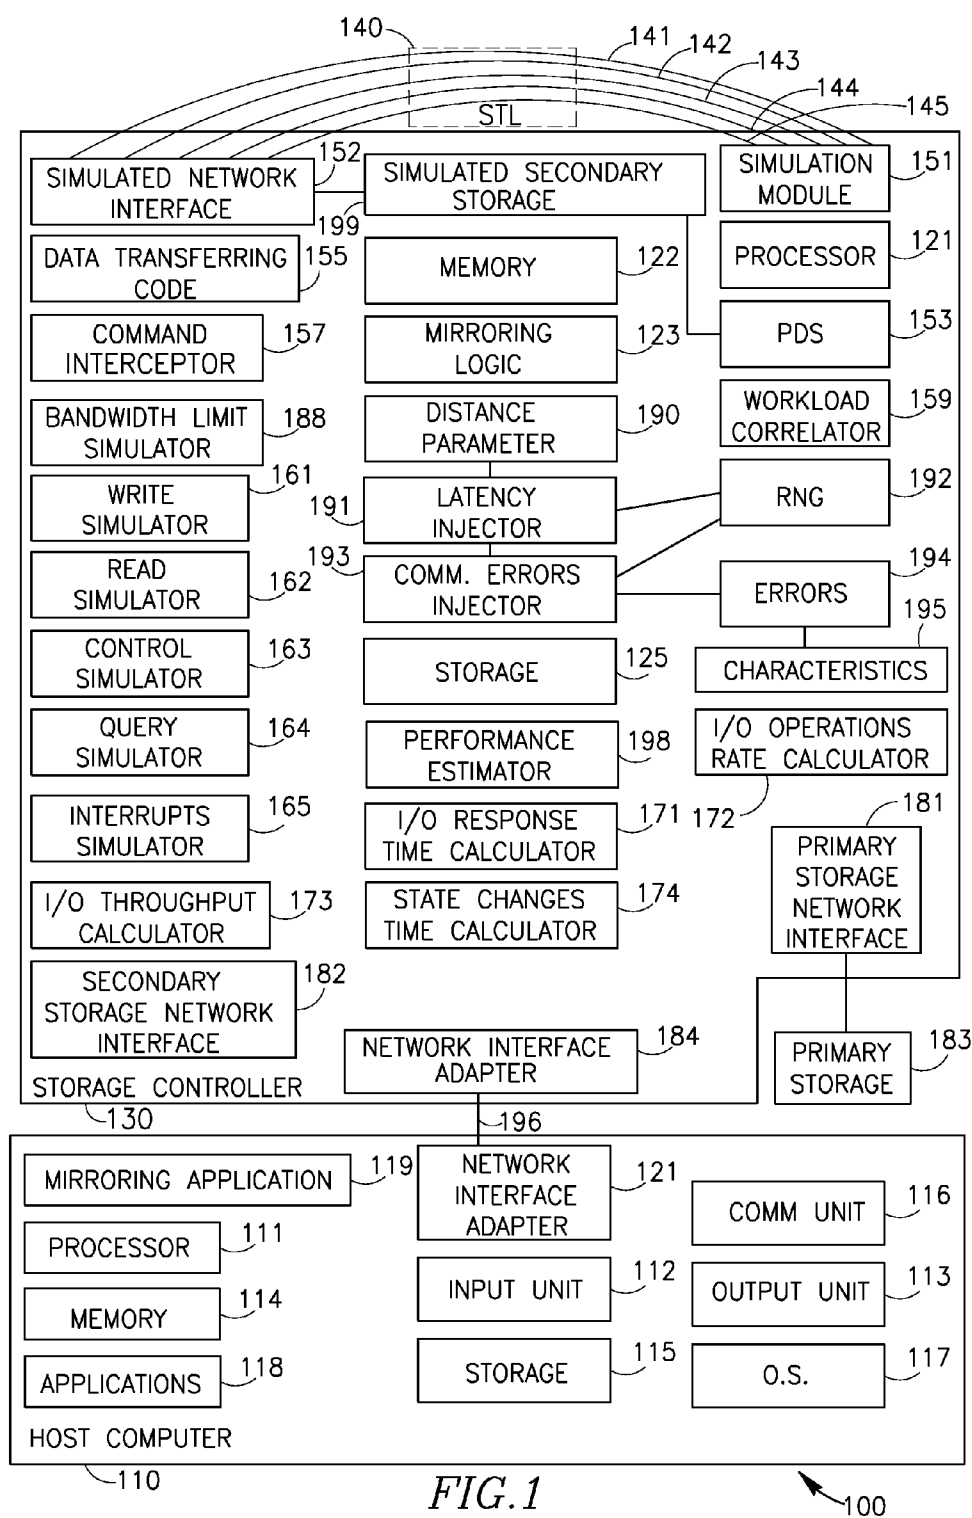 140
141
142
143
144
145
STL
SIMULATED NETWORK
INTERFACE
152
SIMULATED SECONDARY
STORAGE
199
SIMULATION
MODULE
151
DATA TRANSFERRING
CODE
155
MEMORY
122
PROCESSOR
121
COMMAND
INTERCEPTOR
157
MIRRORING
LOGIC
123
PDS
153
BANDWIDTH LIMIT
SIMULATOR
188
DISTANCE
PARAMETER
190
WORKLOAD
CORRELATOR
159
WRITE
SIMULATOR
161
191
LATENCY
INJECTOR
RNG
192
READ
SIMULATOR
162
193
COMM. ERRORS
INJECTOR
ERRORS
194
CONTROL
SIMULATOR
163
STORAGE
125
195
CHARACTERISTICS
QUERY
SIMULATOR
164
PERFORMANCE
ESTIMATOR
198
I/O OPERATIONS
RATE CALCULATOR
172
INTERRUPTS
SIMULATOR
165
I/O RESPONSE
TIME CALCULATOR
171
181
PRIMARY
STORAGE
NETWORK
INTERFACE
I/O THROUGHPUT
CALCULATOR
173
STATE CHANGES
TIME CALCULATOR
174
SECONDARY
STORAGE NETWORK
INTERFACE
182
NETWORK INTERFACE
ADAPTER
184
PRIMARY
STORAGE
183
STORAGE CONTROLLER
130
196
MIRRORING APPLICATION
119
NETWORK
INTERFACE
ADAPTER
121
COMM UNIT
116
PROCESSOR
111
INPUT UNIT
112
OUTPUT UNIT
113
MEMORY
114
STORAGE
115
O.S.
117
APPLICATIONS
118
HOST COMPUTER
110
FIG.1
100